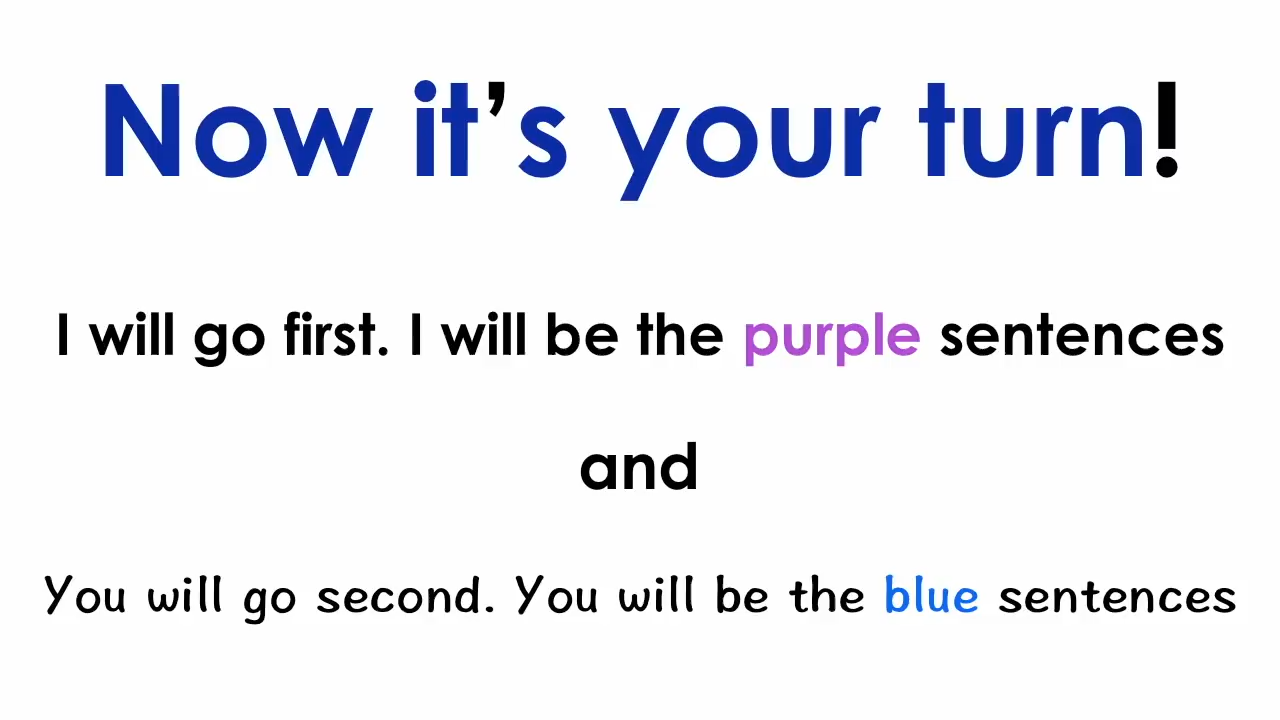 Now it’s your turn!
I will go first. I will be the purple sentences
and
You will go second. You will be the blue sentences